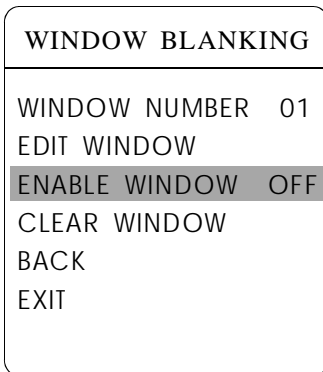 WINDOW BLANKING
WINDOW NUMBER 01
EDIT WINDOW
ENABLE WINDOW OFF
CLEAR WINDOW
BACK
EXIT